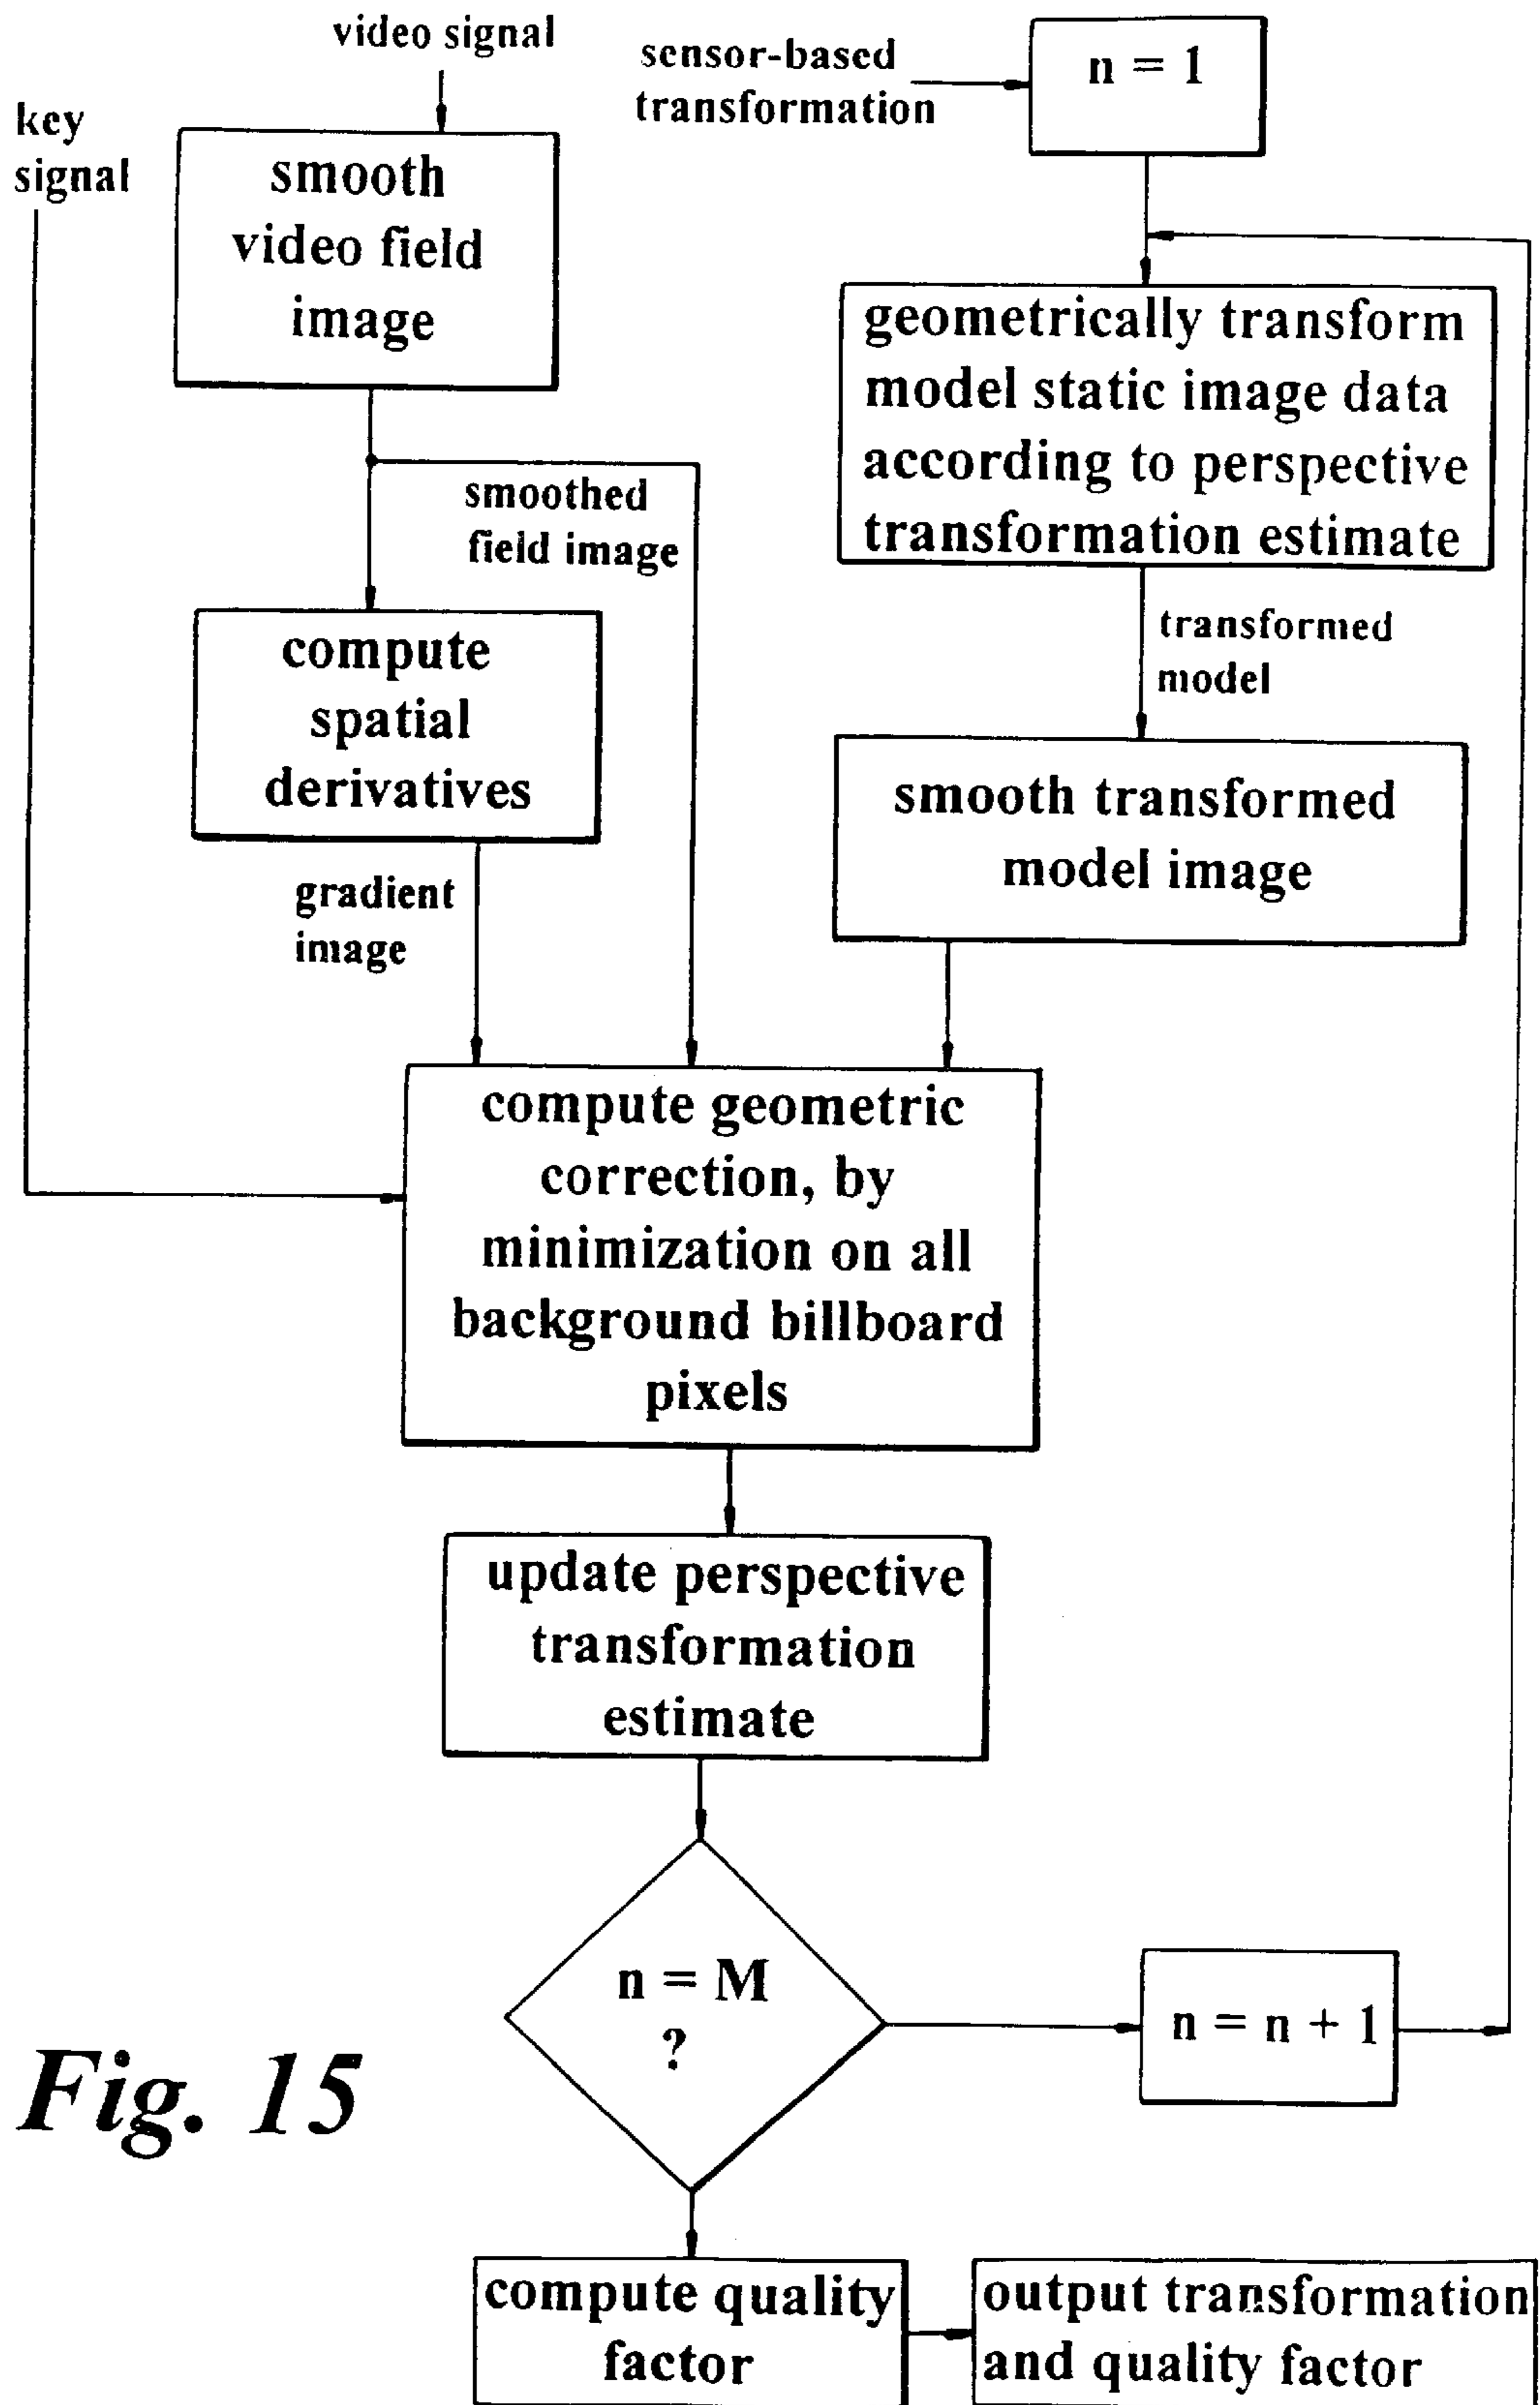 video signal
key
signal
smooth
video field
image
sensor-based
transformation
n = 1
geometrically transform
model static image data
according to perspective
transformation estimate
smoothed
field image
compute
spatial
derivatives
transformed
model
smooth transformed
model image
gradient
image
compute geometric
correction, by
minimization on all
background billboard
pixels
update perspective
transformation
estimate
n = M
?
n = n + 1
Fig. 15
compute quality
factor
output transformation
and quality factor